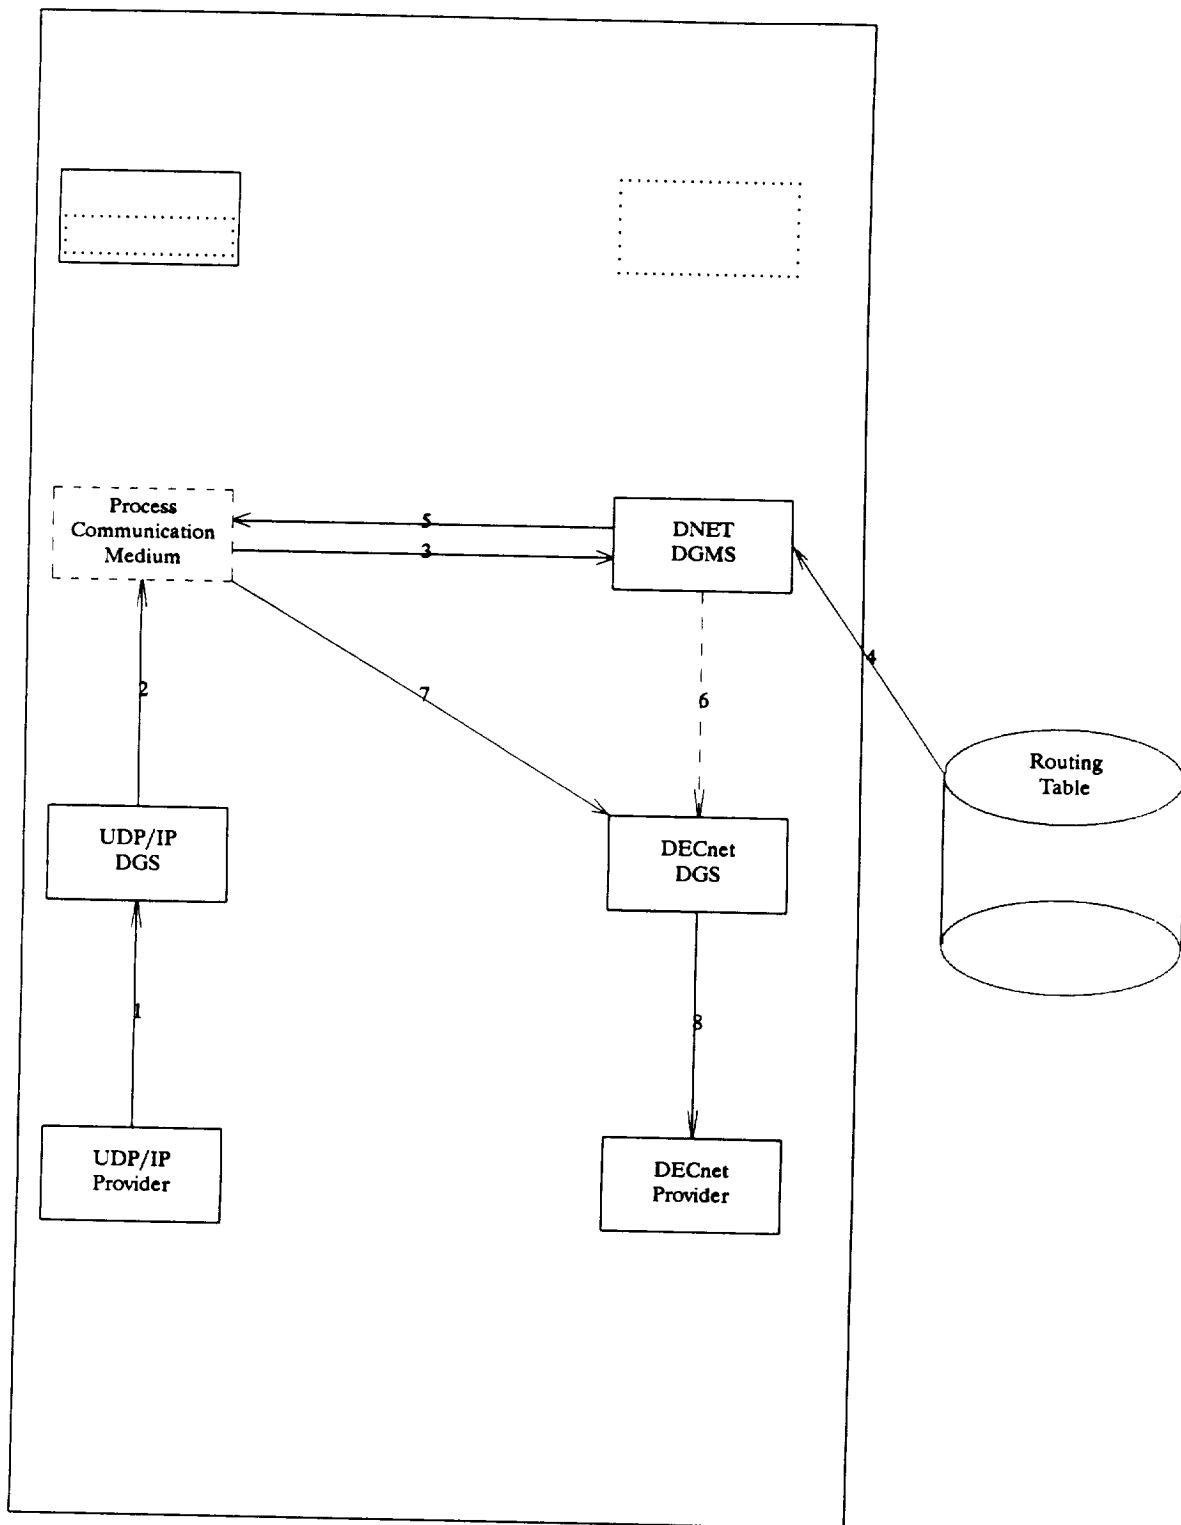 Process
Communication
Medium
5
3
DNET
DGMS
4
2
7
6
Routing
Table
UDP/IP
DGS
DECnet
DGS
1
8
UDP/IP
Provider
DECnet
Provider